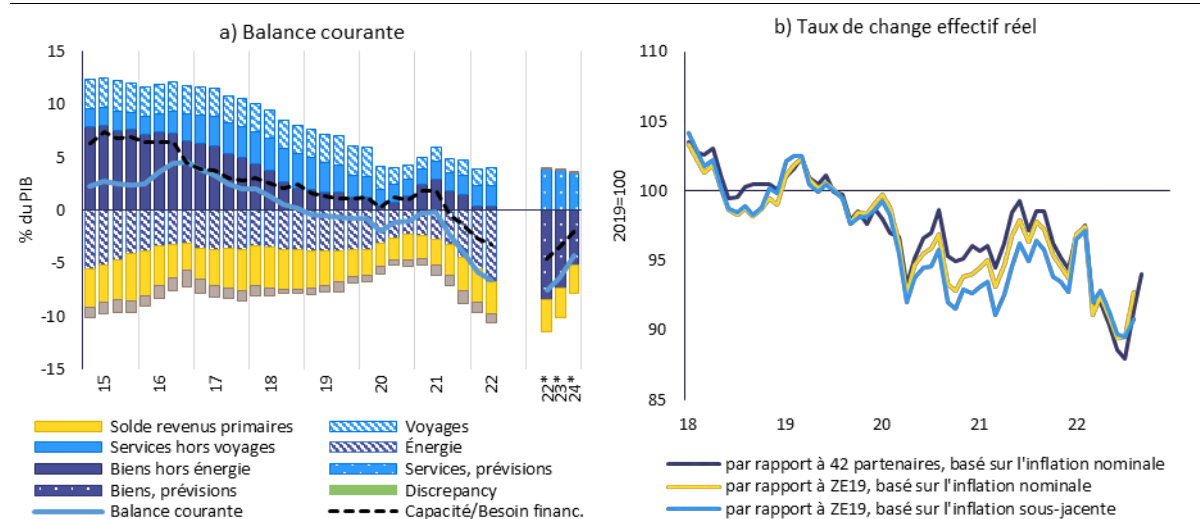 a) Balance courante
% du PIB
15
10
5
0
-5
-10
-15
15
16
17
18
19
20
21
22
22*
23*
24*
Solde revenus primaires
Voyages
Services hors voyages
Énergie
Biens hors énergie
Services, prévisions
Biens, prévisions
Discrepancy
Balance courante
Capacité/Besoin financ.
b) Taux de change effectif réel
2019=100
110
105
100
95
90
85
18
19
20
21
22
par rapport à 42 partenaires, basé sur l'inflation nominale
par rapport à ZE19, basé sur l'inflation nominale
par rapport à ZE19, basé sur l'inflation sous-jacente